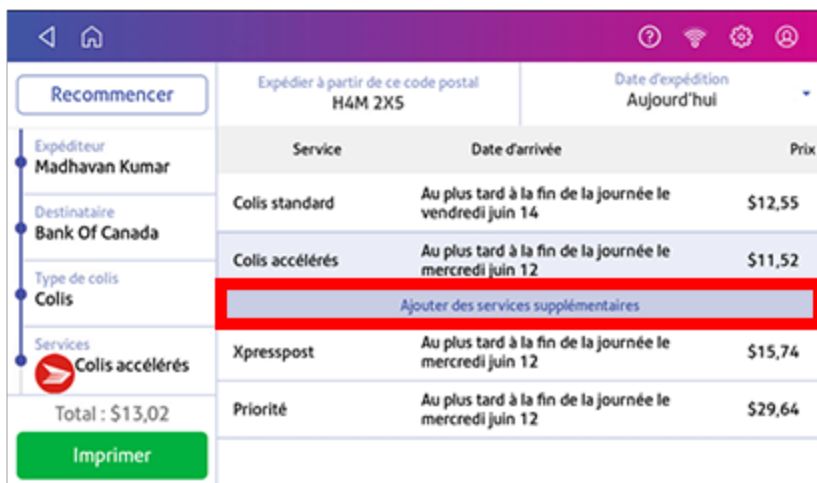 Recommencer
Expédier à partir de ce code postal
H4M 2X5
Date d'expédition
Aujourd'hui
Expéditeur
Madhavan Kumar
Destinataire
Bank Of Canada
Type de colis
Colis
Services
Colis accélérés
Total : $13,02
Imprimer
Service Date d'arrivée Prix
Colis standard Au plus tard à la fin de la journée le $12,55
vendredi juin 14
Colis accélérés Au plus tard à la fin de la journée le $11,52
mercredi juin 12
Ajouter des services supplémentaires
Xpresspost Au plus tard à la fin de la journée le $15,74
mercredi juin 12
Priorité Au plus tard à la fin de la journée le $29,64
mercredi juin 12